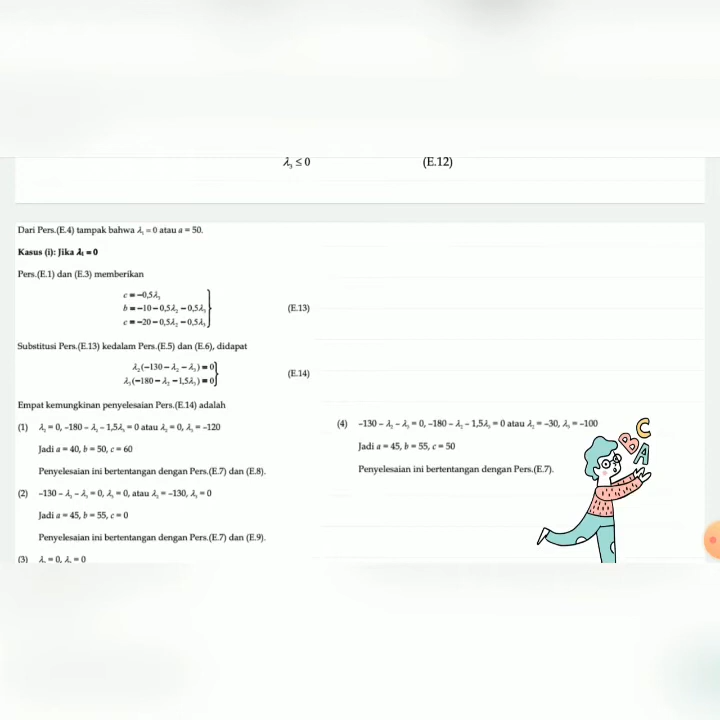 λ₃ ≤ 0 (E.12)
Dari Pers.(E.4) tampak bahwa λ₁ = 0 atau a = 50.
Kasus (i): Jika λ₁ = 0
Pers.(E.1) dan (E.3) memberikan
c = -0,5λ₃
b = -10 - 0,5λ₂ - 0,5λ₃
c = -20 - 0,5λ₂ - 0,5λ₃
(E.13)
Substitusi Pers.(E.13) kedalam Pers.(E.5) dan (E.6), didapat
λ₂(-130 - λ₂ - λ₃) = 0
λ₃(-180 - λ₂ - 1,5λ₃) = 0
(E.14)
Empat kemungkinan penyelesaian Pers.(E.14) adalah
(1) λ₂ = 0, -180 - λ₂ - 1,5λ₃ = 0 atau λ₂ = 0, λ₃ = -120
Jadi a = 40, b = 50, c = 60
Penyelesaian ini bertentangan dengan Pers.(E.7) dan (E.8).
(2) -130 - λ₂ - λ₃ = 0, λ₃ = 0, atau λ₂ = -130, λ₃ = 0
Jadi a = 45, b = 55, c = 0
Penyelesaian ini bertentangan dengan Pers.(E.7) dan (E.9).
(3) λ₂ = 0, λ₃ = 0
(4) -130 - λ₂ - λ₃ = 0, -180 - λ₂ - 1,5λ₃ = 0 atau λ₂ = -30, λ₃ = -100
Jadi a = 45, b = 55, c = 50
Penyelesaian ini bertentangan dengan Pers.(E.7).
C
B
A